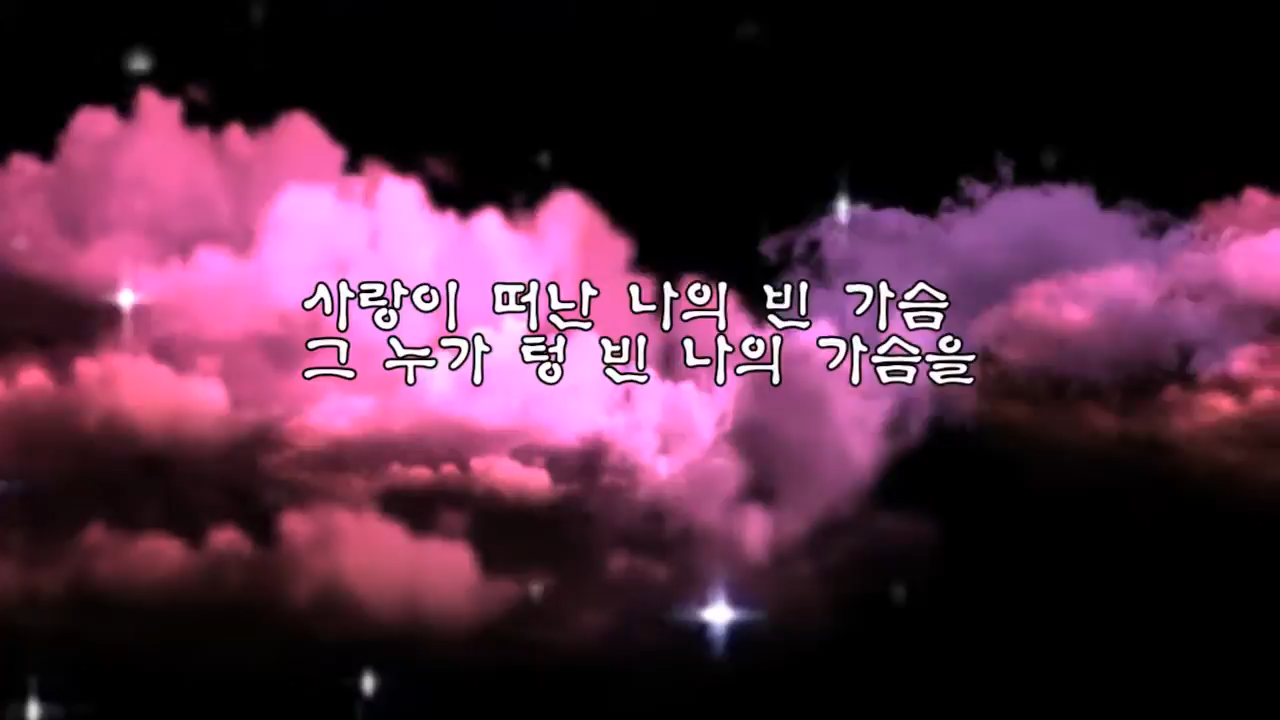 사랑이 떠난 나의 빈 가슴
그 누가 텅 빈 나의 가슴을